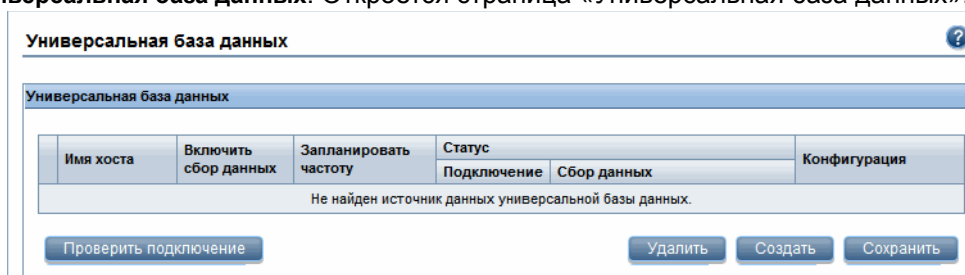 Универсальная база данных
Универсальная база данных
Имя хоста
Включить сбор данных
Запланировать частоту
Статус
Подключение
Сбор данных
Конфигурация
Не найден источник данных универсальной базы данных.
Проверить подключение
Удалить
Создать
Сохранить